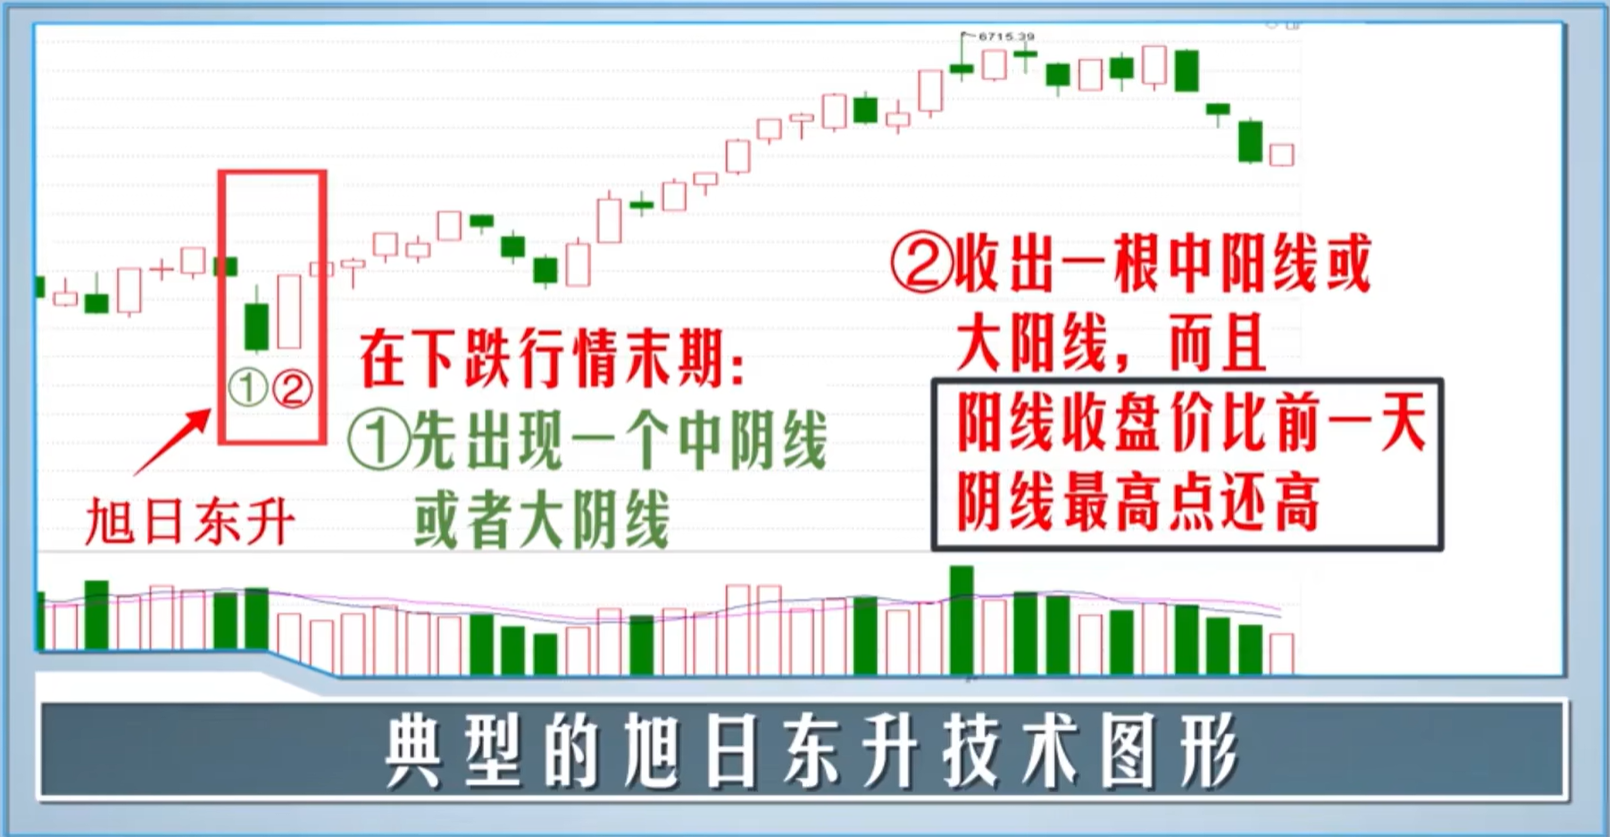 6715.39
②收出一根中阳线或
大阳线，而且
阳线收盘价比前一天
阴线最高点还高
在下跌行情末期：
①先出现一个中阴线
或者大阴线
① ②
旭日东升
典型的旭日东升技术图形